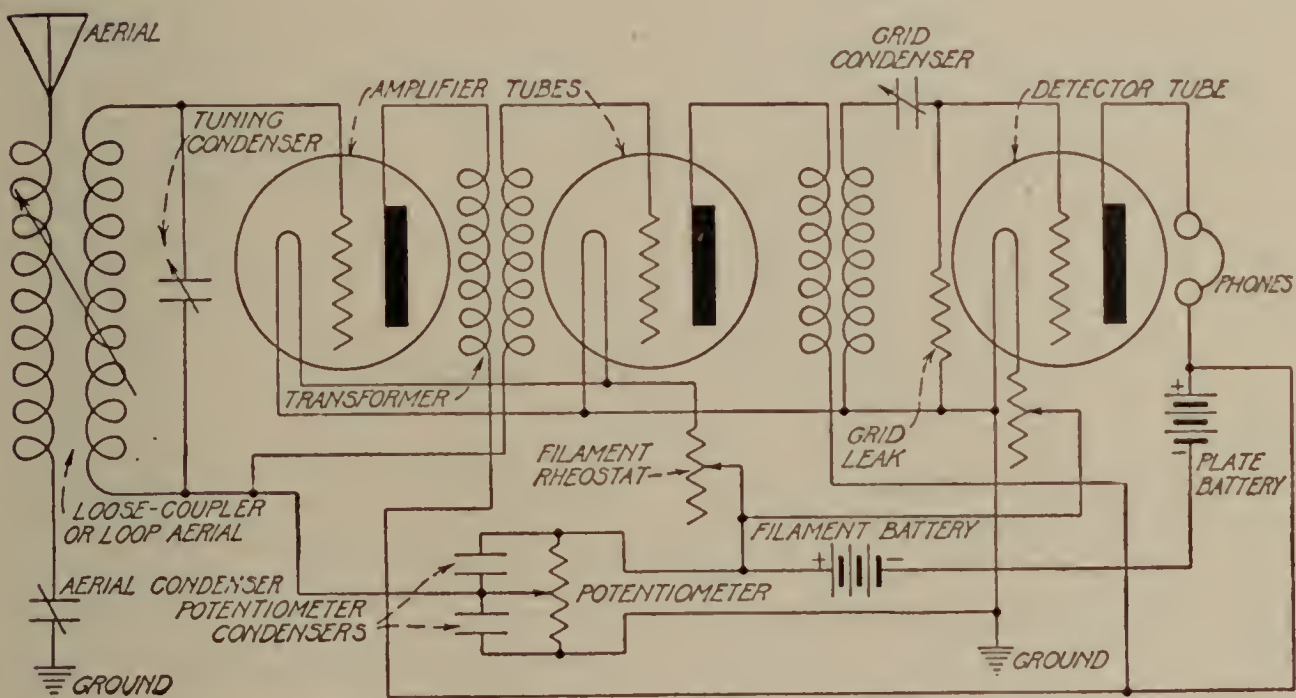 AERIAL
AMPLIFIER TUBES
GRID
CONDENSER
DETECTOR TUBE
TUNING
CONDENSER
PHONES
TRANSFORMER
FILAMENT
RHEOSTAT
GRID
LEAK
+
-
PLATE
BATTERY
LOOSE-COUPLER
OR LOOP AERIAL
FILAMENT BATTERY
+ -
AERIAL CONDENSER
POTENTIOMETER
CONDENSERS
POTENTIOMETER
GROUND
GROUND